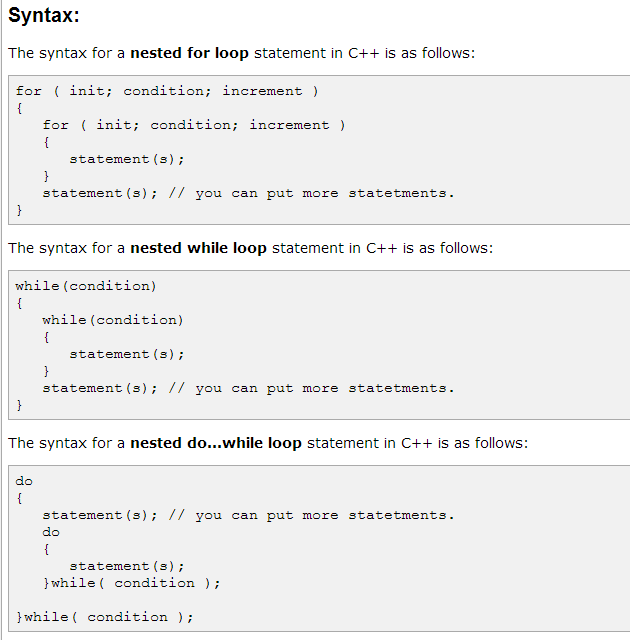 Syntax:
The syntax for a nested for loop statement in C++ is as follows:
for ( init; condition; increment )
{
   for ( init; condition; increment )
   {
      statement(s);
   }
   statement(s); // you can put more statetments.
}
The syntax for a nested while loop statement in C++ is as follows:
while(condition)
{
   while(condition)
   {
      statement(s);
   }
   statement(s); // you can put more statetments.
}
The syntax for a nested do...while loop statement in C++ is as follows:
do
{
   statement(s); // you can put more statetments.
   do
   {
      statement(s);
   }while( condition );
}while( condition );